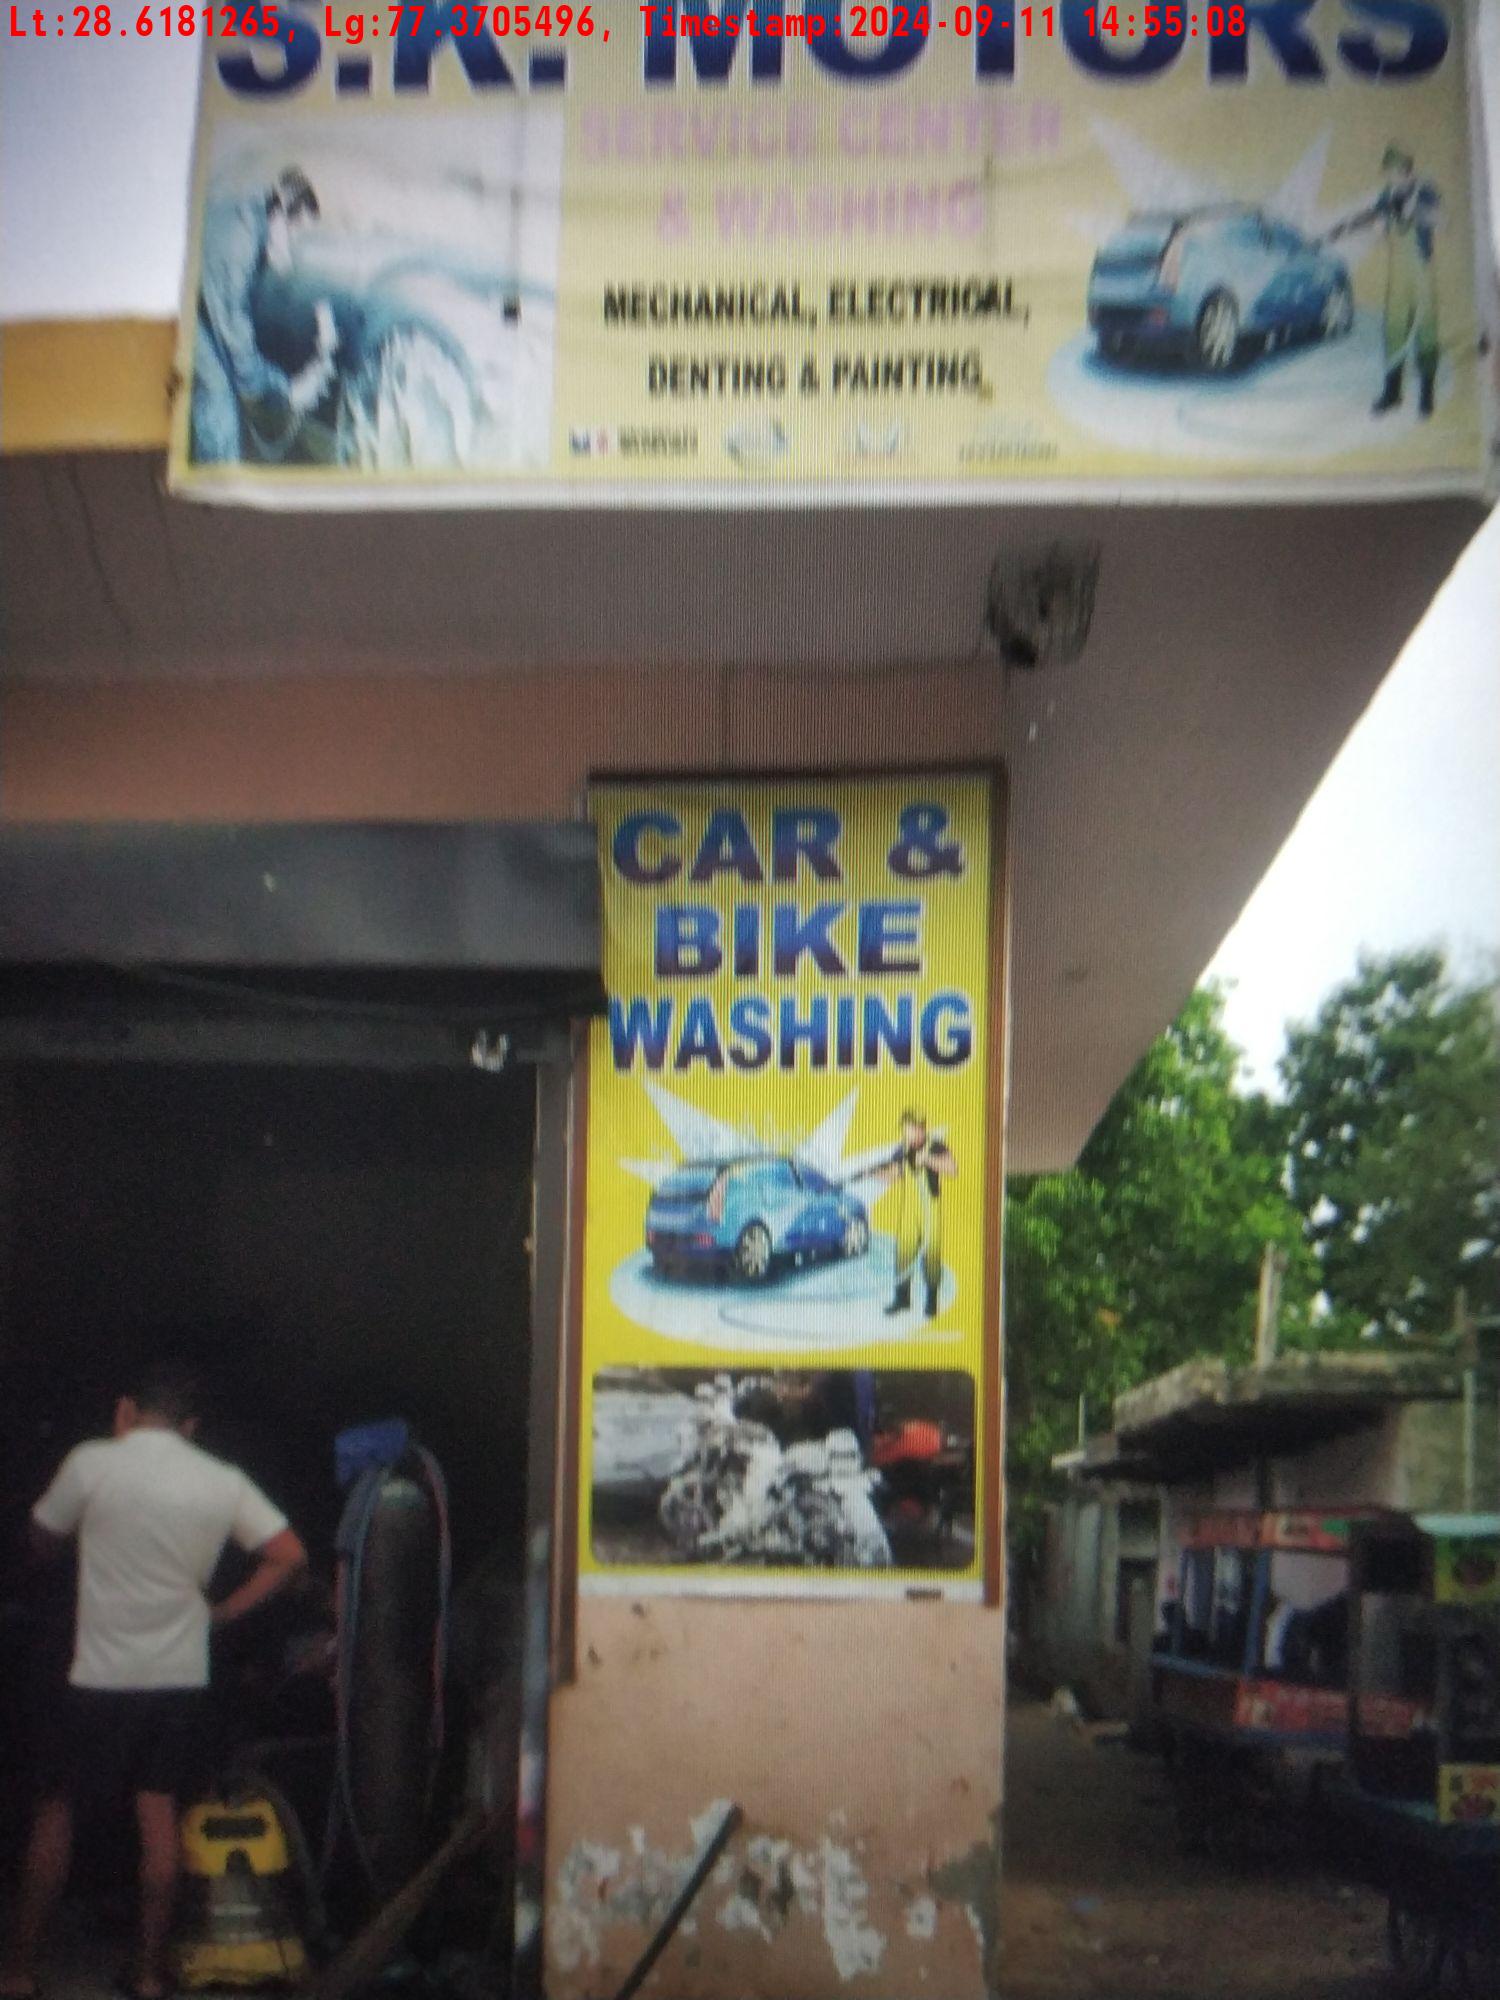 Lt:28.6181265, Lg:77.3705496, Timestamp:2024-09-11 14:55:08
S.K. MOTORS
SERVICE CENTER
& WASHING
MECHANICAL, ELECTRICAL,
DENTING & PAINTING,
CAR &
BIKE
WASHING